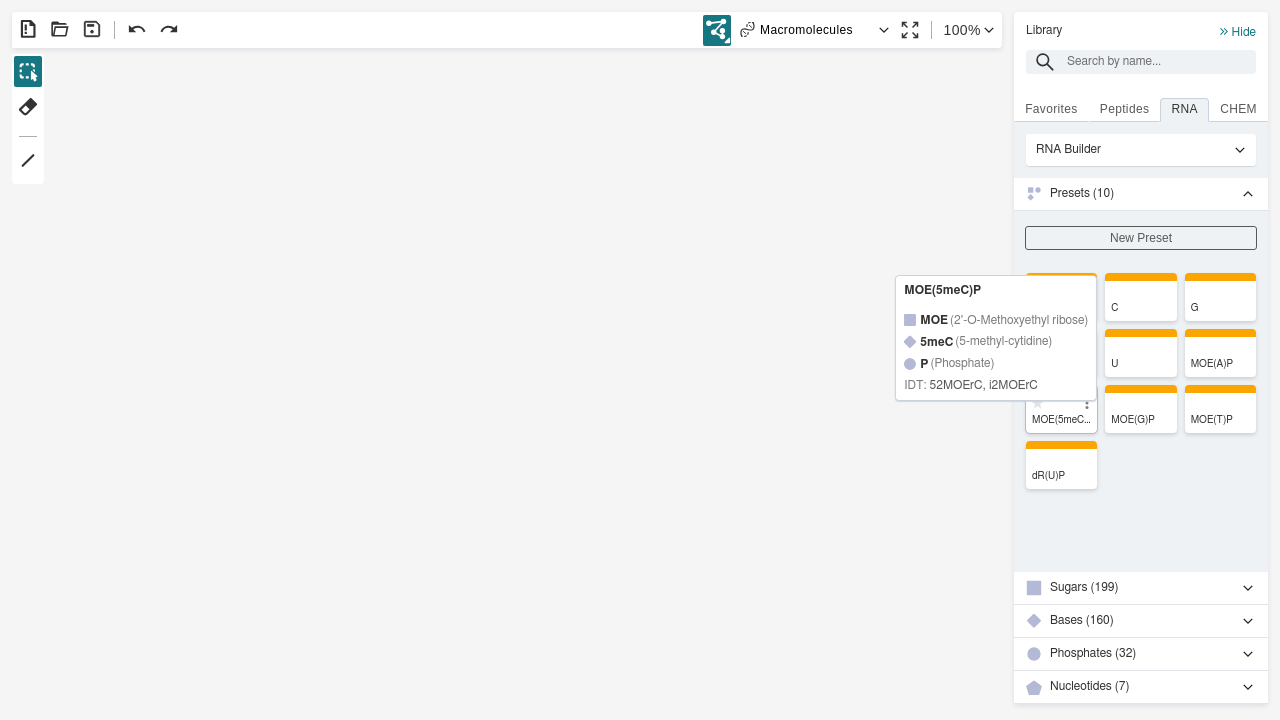 Macromolecules
100%
Library
Hide
Search by name...
Favorites
Peptides
RNA
CHEM
RNA Builder
Presets (10)
New Preset
C
G
U
MOE(A)P
MOE(5meC...
MOE(G)P
MOE(T)P
dR(U)P
MOE(5meC)P
MOE (2'-O-Methoxyethyl ribose)
5meC (5-methyl-cytidine)
P (Phosphate)
IDT: 52MOErC, i2MOErC
Sugars (199)
Bases (160)
Phosphates (32)
Nucleotides (7)